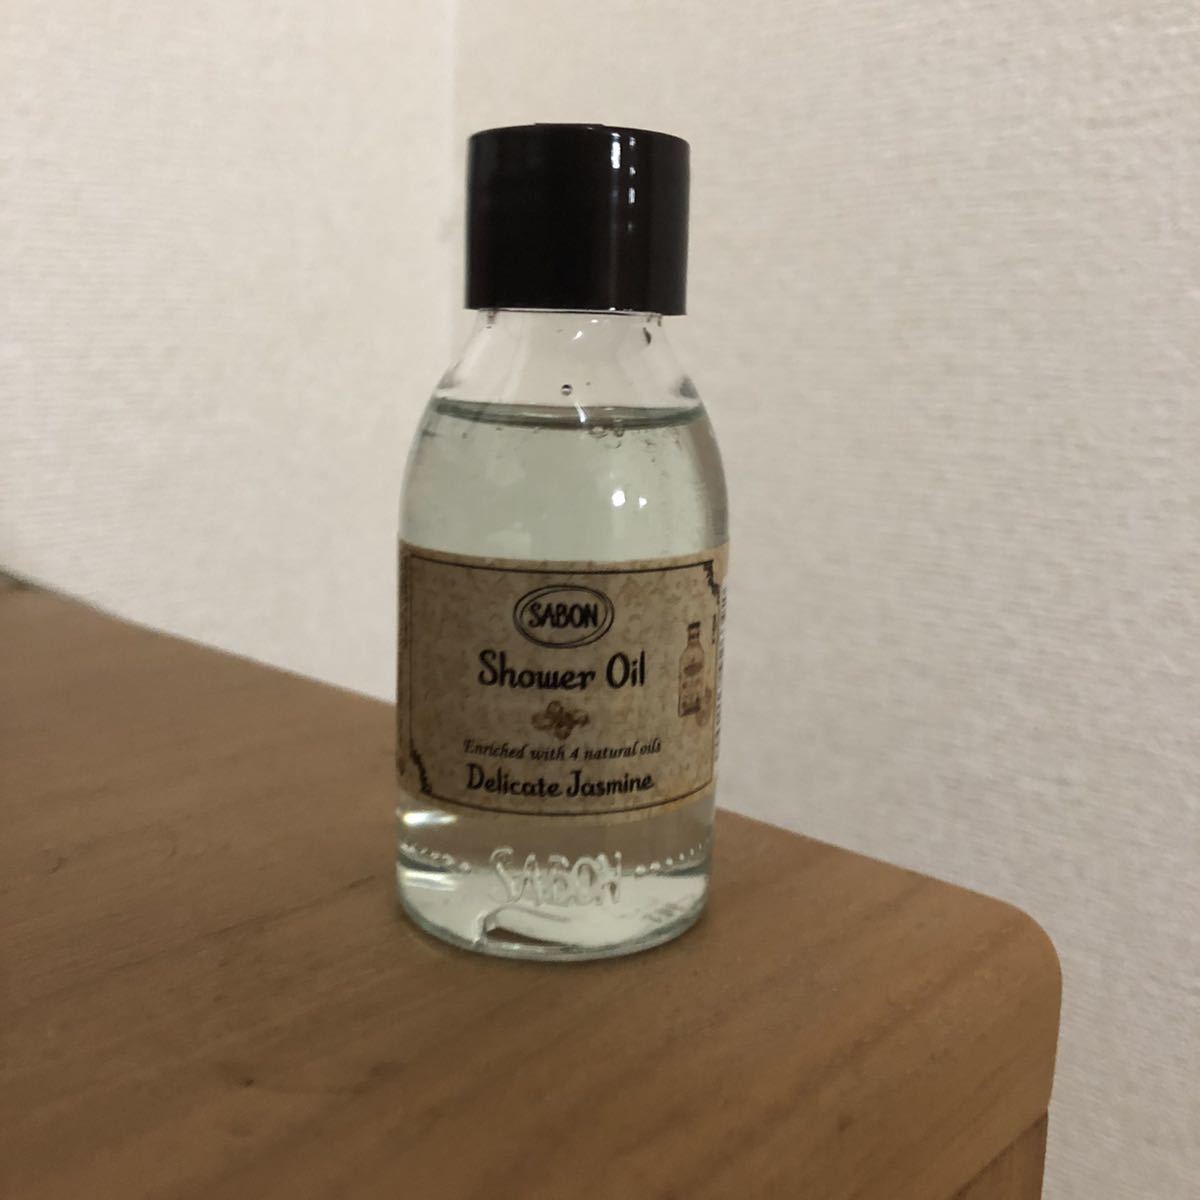 SABON
Shower Oil
Enriched with 4 natural oils
Delicate Jasmine
SABON